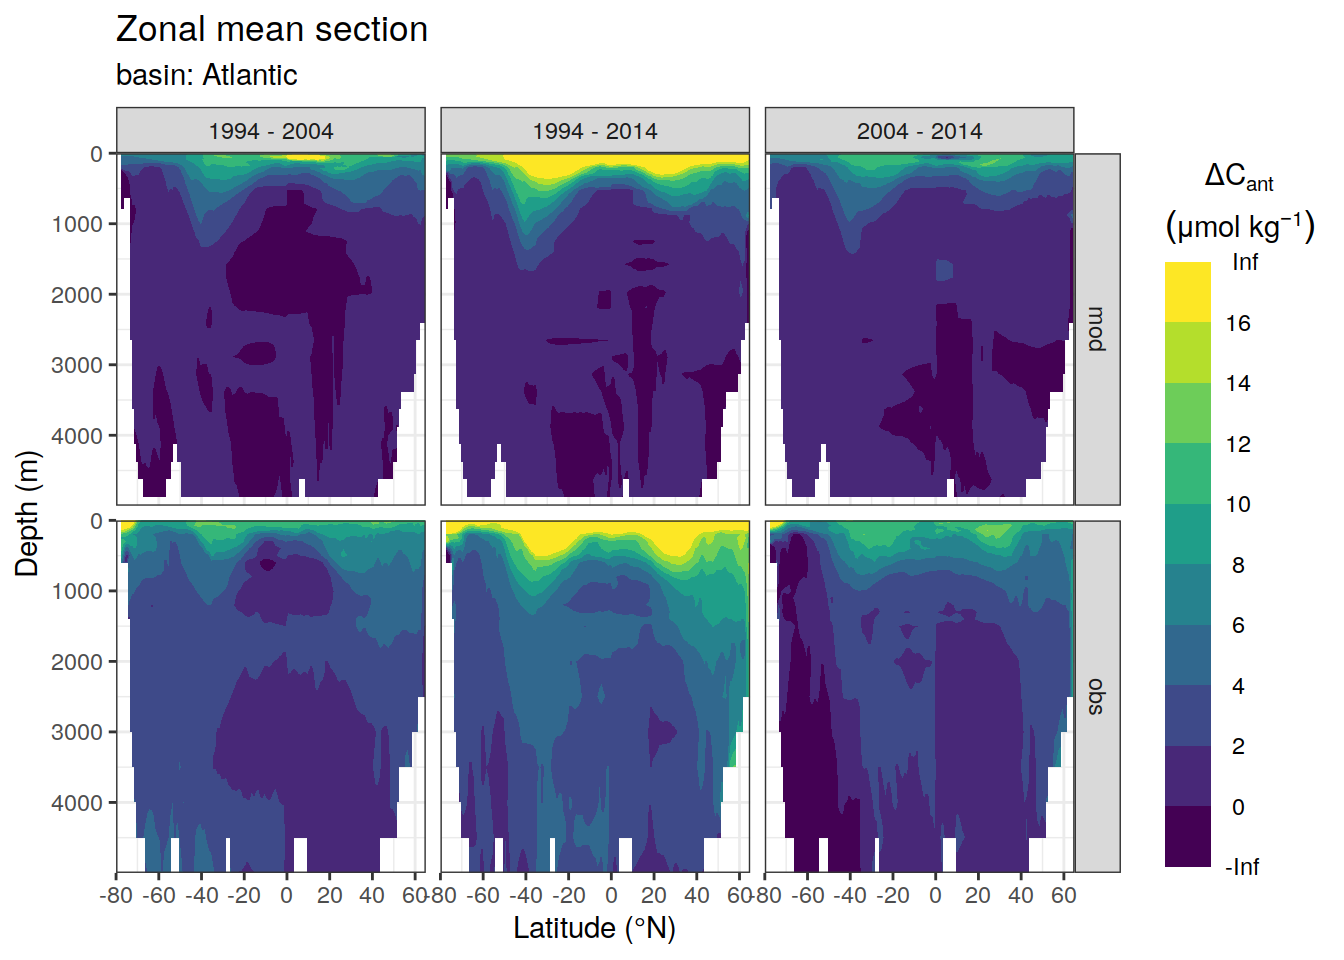 Zonal mean section
basin: Atlantic
1994 - 2004
1994 - 2014
2004 - 2014
mod
obs
0
1000
2000
3000
4000
0
1000
2000
3000
4000
Depth (m)
-80 -60 -40 -20 0 20 40 60
-80 -60 -40 -20 0 20 40 60
-80 -60 -40 -20 0 20 40 60
Latitude (°N)
ΔCant
(μmol kg⁻¹)
Inf
16
14
12
10
8
6
4
2
0
-Inf